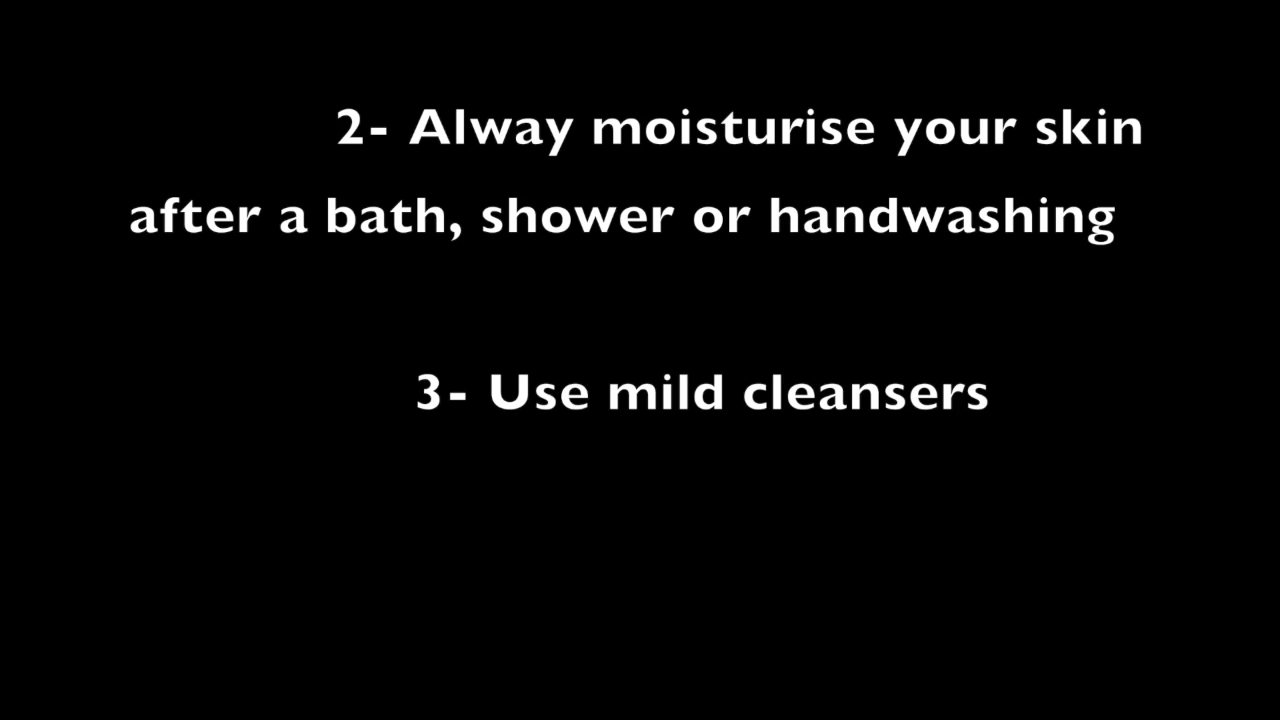 2- Alway moisturise your skin
after a bath, shower or handwashing
3- Use mild cleansers